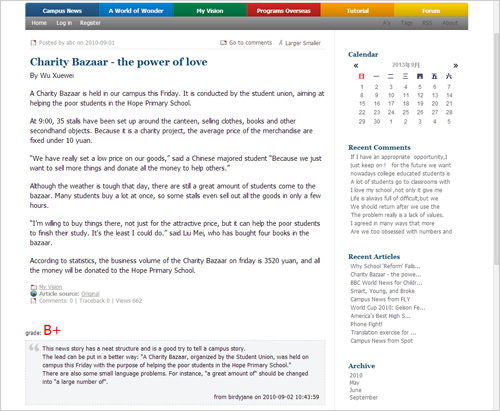 Campus News
A World of Wonder
My Vision
Programs Overseas
Tutorial
Forum
Home Log in Register
A's Tags RSS About
Posted by abc on 2010-09-01
Go to comments
Larger Smaller
Charity Bazaar - the power of love
By Wu Xuewei
A Charity Bazaar is held in our campus this Friday. It is conducted by the student union, aiming at
helping the poor students in the Hope Primary School.
At 9:00, 35 stalls have been set up around the canteen, selling clothes, books and other
secondhand objects. Because it is a charity project, the average price of the merchandise are
fixed under 10 yuan.
"We have really set a low price on our goods," said a Chinese majored student "Because we just
want to sell more things and donate all the money to help others."
Although the weather is tough that day, there are still a great amount of students come to the
bazaar. Many students buy a lot at once, so some stalls even sell out all the goods in only a few
hours.
"I'm willing to buy things there, not just for the attractive price, but it can help the poor students
to finish their study. It's the least I could do." said Liu Mei, who has bought four books in the
bazaar.
According to statistics, the business volume of the Charity Bazaar on friday is 3520 yuan, and all
the money will be donated to the Hope Primary School.
My Vision
Article source: Original
Comments: 0 | Traceback 0 | Views 662
grade: B+
This news story has a neat structure and is a good try to tell a campus story.
The lead can be put in a better way: "A Charity Bazaar, organized by the Student Union, was held on
campus this Friday with the purpose of helping the poor students in the Hope Primary School."
There are also some small language problems. For instance, "a great amount of" should be changed
into "a large number of".
from birdyjane on 2010-09-02 10:43:59
Calendar
« 2013年9月 »
日 一 二 三 四 五 六
1 2 3 4 5 6 7
8 9 10 11 12 13 14
15 16 17 18 19 20 21
22 23 24 25 26 27 28
29 30 1 2 3 4 5
Recent Comments
If I have an appropriate opportunity,I
just keep on ! for the future we want
nowadays college educated students is
A lot of students go to classrooms with
I love my school ,not only it give me
Life is always full of difficult,but we
We should return after we use the
The problem really is a lack of values.
I agreed in many ways that more
Are we too obsessed with numbers and
Recent Articles
Why School 'Reform' Fails...
Charity Bazaar - the powe...
BBC World News for Childr...
Smart, Young, and Broke
Campus News from FLY
World Cup 2010: Gelson Fe...
America's Best High S...
Phone Fight!
Translation exercise for ...
Campus News from Spot
Archive
2010
May
June
September